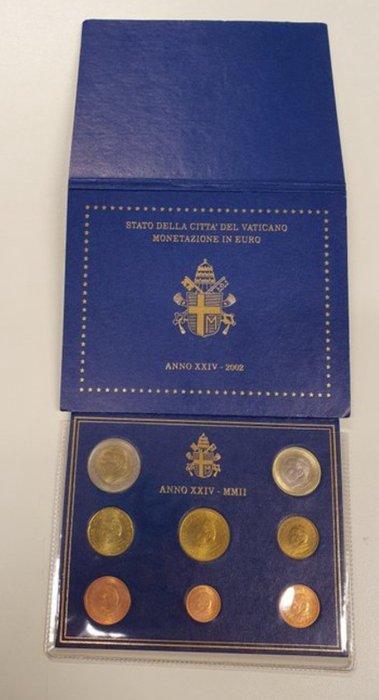 STATO DELLA CITTA' DEL VATICANO
MONETAZIONE IN EURO
M
ANNO XXIV - 2002
ANNO XXIV - MMII